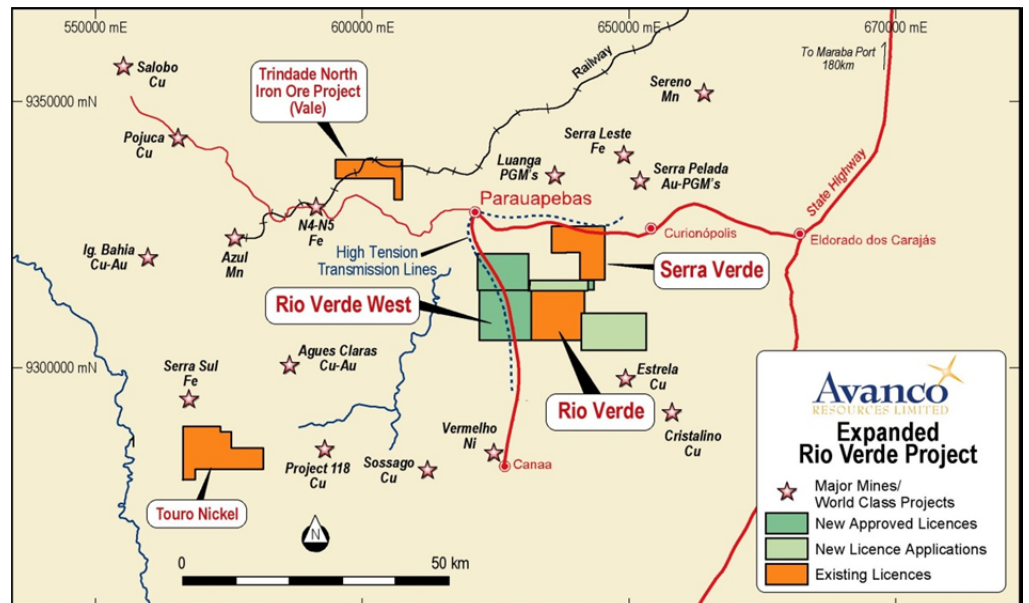 550000 mE
600000 mE
650000 mE
670000 mE
To Maraba Port
180km
Salobo
Cu
Trindade North
Iron Ore Project
(Vale)
Railway
Sereno
Mn
9350000 mN
Pojuca
Cu
Serra Leste
Fe
Luanga
PGM's
Serra Pelada
Au-PGM's
State Highway
Parauapebas
N4-N5
Fe
Curionópolis
Eldorado dos Carajás
Ig. Bahia
Cu-Au
Azul
Mn
High Tension
Transmission Lines
Serra Verde
Rio Verde West
9300000 mN
Agues Claras
Cu-Au
Serra Sul
Fe
Estrela
Cu
Rio Verde
Cristalino
Cu
Vermelho
Ni
Project 118
Cu
Sossago
Cu
Canaa
Touro Nickel
0
50 km
Avanco
RESOURCES LIMITED
Expanded
Rio Verde Project
Major Mines/
World Class Projects
New Approved Licences
New Licence Applications
Existing Licences